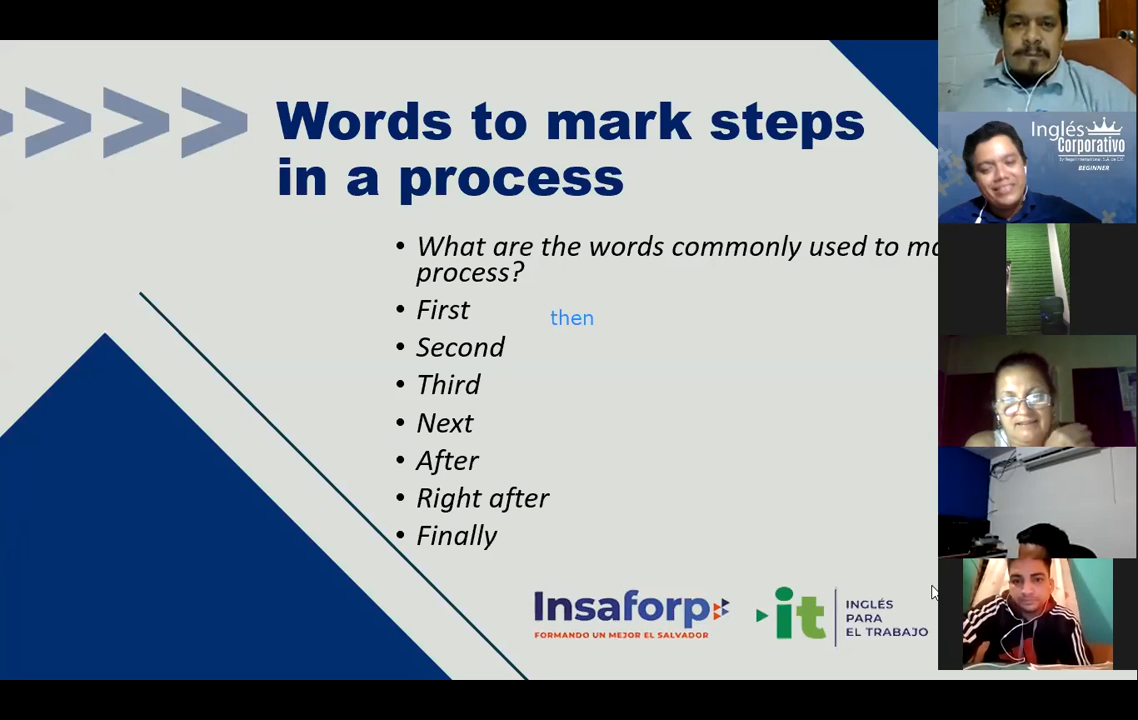 Words to mark steps
in a process
• What are the words commonly used to
process?
• First
then
• Second
• Third
• Next
• After
• Right after
• Finally
Insaforp
FORMANDO UN MEJOR EL SALVADOR
it
INGLÉS
PARA
EL TRABAJO
Inglés
Corporativo
BEGINNER